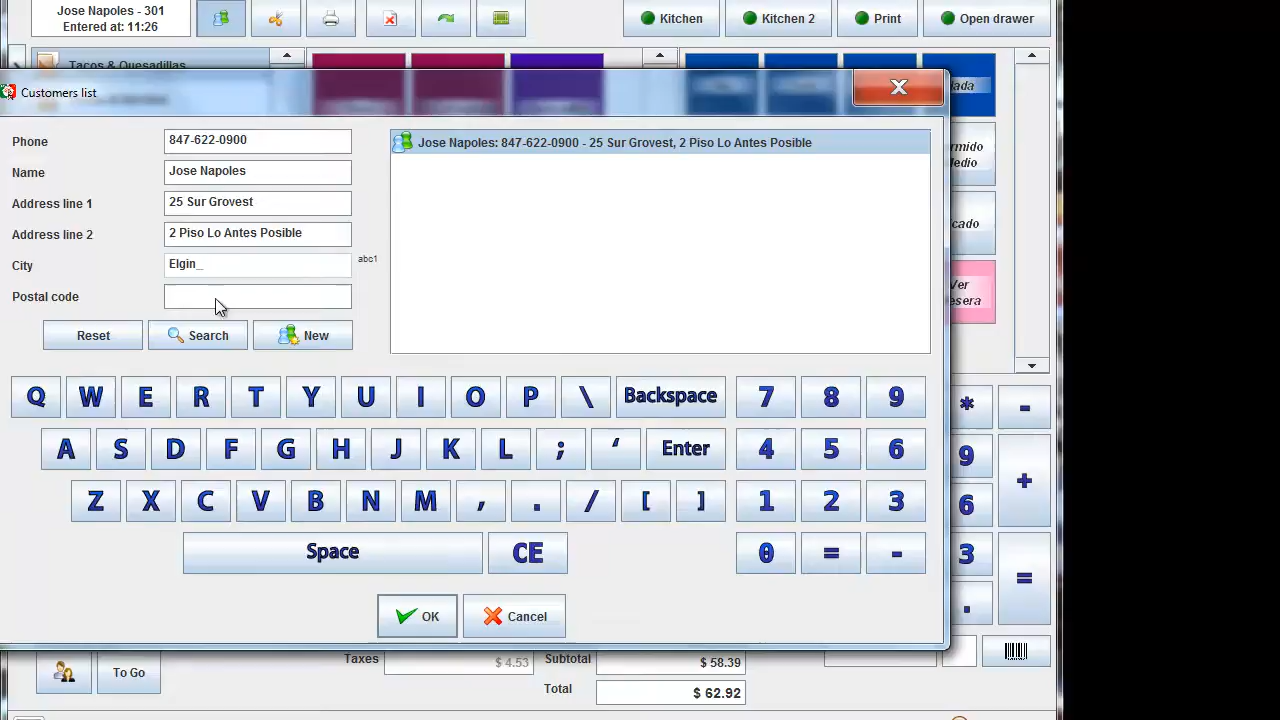 Jose Napoles - 301
Entered at: 11:26
Kitchen
Kitchen 2
Print
Open drawer
Tacos & Quesadillas
Customers list
Phone
847-622-0900
Name
Jose Napoles
Address line 1
25 Sur Grovest
Address line 2
2 Piso Lo Antes Posible
City
Elgin_
abc1
Postal code
Reset
Search
New
Jose Napoles: 847-622-0900 - 25 Sur Grovest, 2 Piso Lo Antes Posible
Q W E R T Y U I O P \ Backspace 7 8 9
A S D F G H J K L ; ‘ Enter 4 5 6
Z X C V B N M , . / [ ] 1 2 3
Space CE 0 = -
OK
Cancel
* -
9 +
6
3 =
.
To Go
Taxes
$ 4.53
Subtotal
$ 58.39
Total
$ 62.92